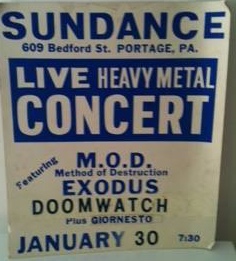 SUNDANCE
609 Bedford St. PORTAGE, PA.
LIVE HEAVY METAL
CONCERT
Featuring
M.O.D.
Method of Destruction
EXODUS
DOOMWATCH
Plus GIORNESTO
JANUARY 30 7:30